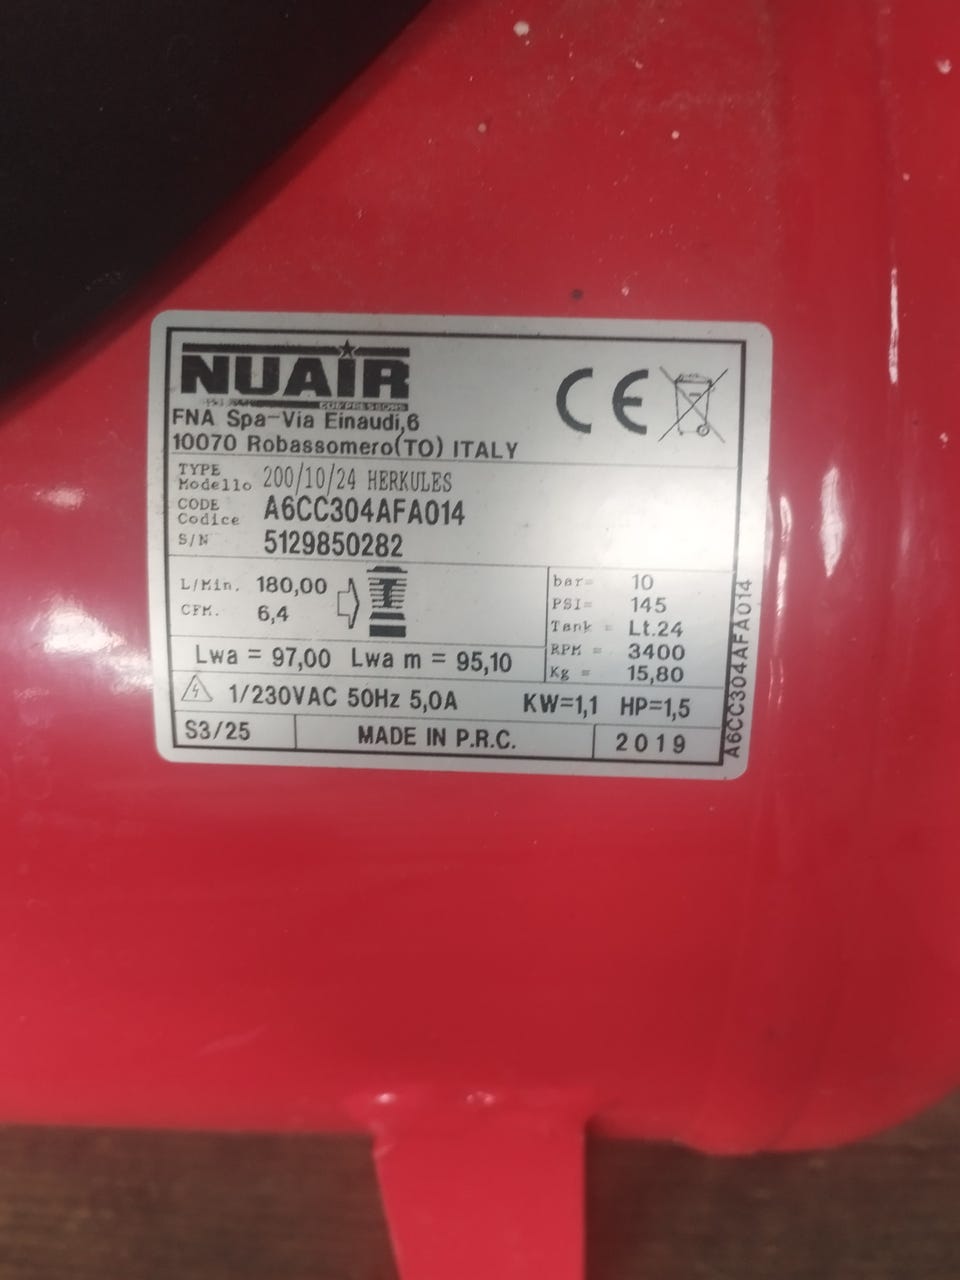 NUAIR
COMPRESSORS
FNA Spa-Via Einaudi,6
10070 Robassomero(TO) ITALY
TYPE
Modello 200/10/24 HERKULES
CODE
Codice A6CC304AFA014
S/N 5129850282
L/Min. 180,00
CFM. 6,4
bar= 10
PSI= 145
Tank = Lt.24
RPM = 3400
Kg = 15,80
Lwa = 97,00 Lwa m = 95,10
1/230VAC 50Hz 5,0A KW=1,1 HP=1,5
S3/25 MADE IN P.R.C. 2019
A6CC304AFA014
CE